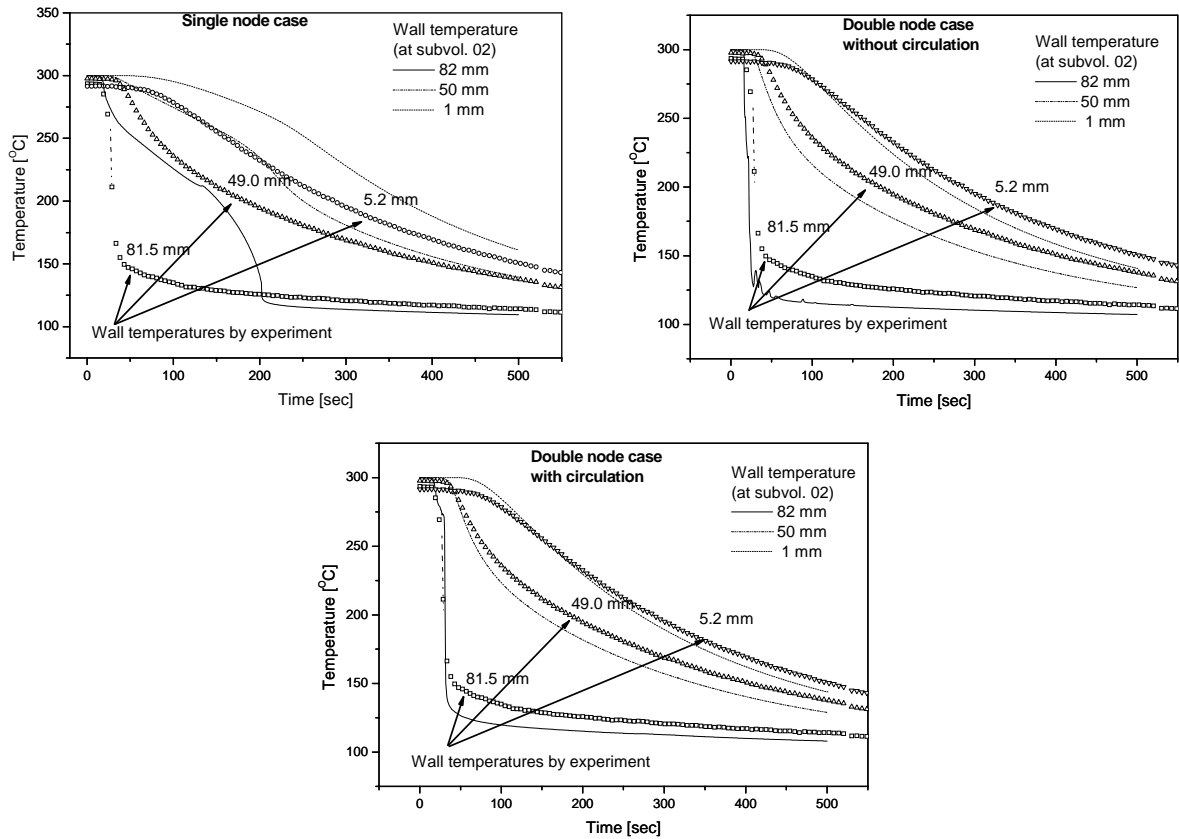 Single node case
Wall temperature
(at subvol. 02)
82 mm
50 mm
1 mm
350
300
250
200
150
100
Temperature [°C]
49.0 mm
5.2 mm
81.5 mm
Wall temperatures by experiment
0 100 200 300 400 500
Time [sec]
Double node case
without circulation
Wall temperature
(at subvol. 02)
82 mm
50 mm
1 mm
300
250
200
150
100
Temperature [°C]
49.0 mm
5.2 mm
81.5 mm
Wall temperatures by experiment
0 100 200 300 400 500
Time [sec]
Double node case
with circulation
Wall temperature
(at subvol. 02)
82 mm
50 mm
1 mm
300
250
200
150
100
Temperature [°C]
49.0 mm
5.2 mm
81.5 mm
Wall temperatures by experiment
0 100 200 300 400 500
Time [sec]